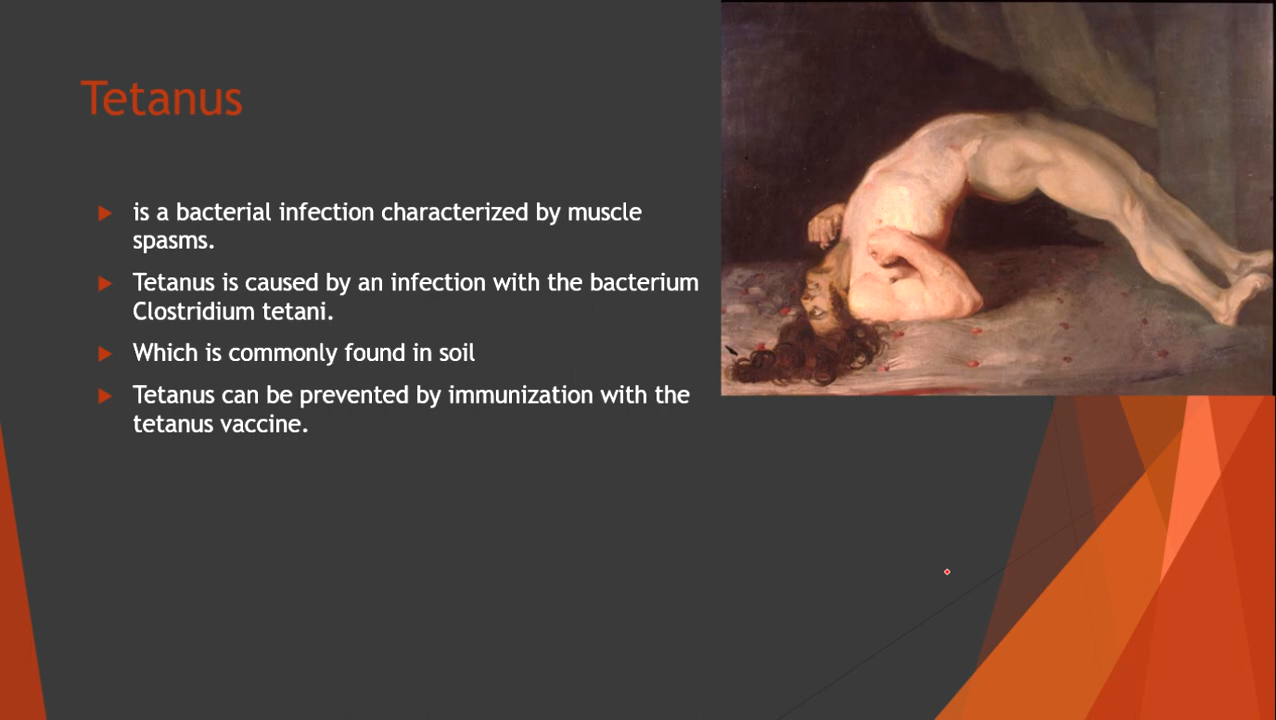 Tetanus
is a bacterial infection characterized by muscle
spasms.
Tetanus is caused by an infection with the bacterium
Clostridium tetani.
Which is commonly found in soil
Tetanus can be prevented by immunization with the
tetanus vaccine.